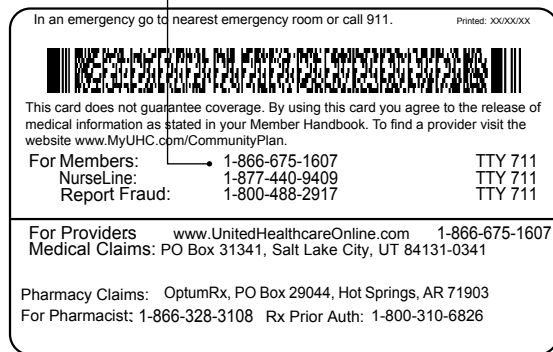 In an emergency go to nearest emergency room or call 911. Printed: XX/XX/XX
This card does not guarantee coverage. By using this card you agree to the release of
medical information as stated in your Member Handbook. To find a provider visit the
website www.MyUHC.com/CommunityPlan.
For Members: 1-866-675-1607 TTY 711
NurseLine: 1-877-440-9409 TTY 711
Report Fraud: 1-800-488-2917 TTY 711
For Providers www.UnitedHealthcareOnline.com 1-866-675-1607
Medical Claims: PO Box 31341, Salt Lake City, UT 84131-0341
Pharmacy Claims: OptumRx, PO Box 29044, Hot Springs, AR 71903
For Pharmacist: 1-866-328-3108 Rx Prior Auth: 1-800-310-6826